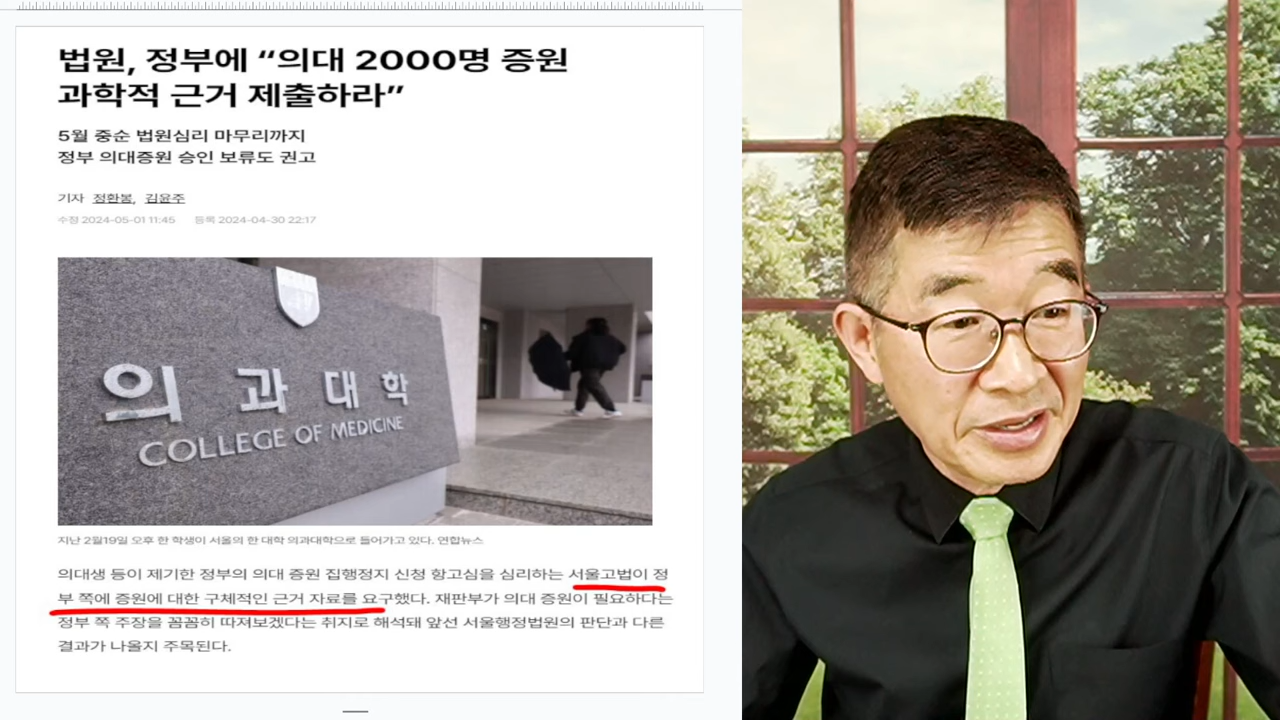 법원, 정부에 “의대 2000명 증원
과학적 근거 제출하라”
5월 중순 법원심리 마무리까지
정부 의대증원 승인 보류도 권고
기자 정환봉, 김윤주
수정 2024-05-01 11:45 등록 2024-04-30 22:17
의과대학
COLLEGE OF MEDICINE
지난 2월19일 오후 한 학생이 서울의 한 대학 의과대학으로 들어가고 있다. 연합뉴스
의대생 등이 제기한 정부의 의대 증원 집행정지 신청 항고심을 심리하는 서울고법이 정
부 쪽에 증원에 대한 구체적인 근거 자료를 요구했다. 재판부가 의대 증원이 필요하다는
정부 쪽 주장을 꼼꼼히 따져보겠다는 취지로 해석돼 앞선 서울행정법원의 판단과 다른
결과가 나올지 주목된다.